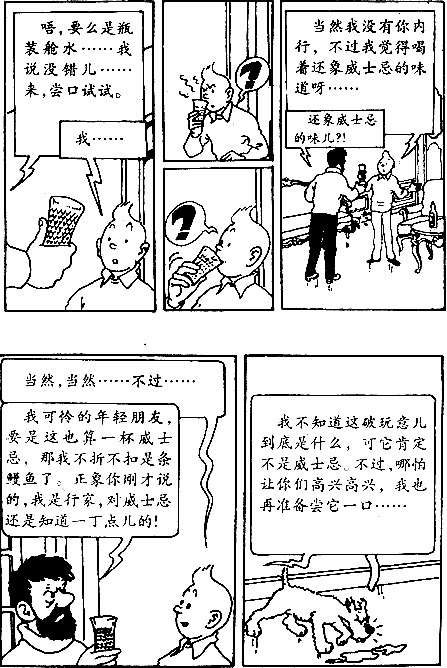 唔,要么是瓶
装舱水……我
说没错儿……
来,尝口试试。
我……
?
?
当然我没有你内
行,不过我觉得喝
着还象威士忌的味
道呀……
还象威士忌
的味儿?!
当然,当然……不过……
我可怜的年轻朋友,
要是这也算一杯威士
忌,那我不折不扣是条
鳗鱼了。正象你刚才说
的,我是行家,对威士忌
还是知道一丁点儿的!
我不知道这破玩意儿
到底是什么,可它肯定
不是威士忌。不过,哪怕
让你们高兴高兴,我也
再准备尝它一口……